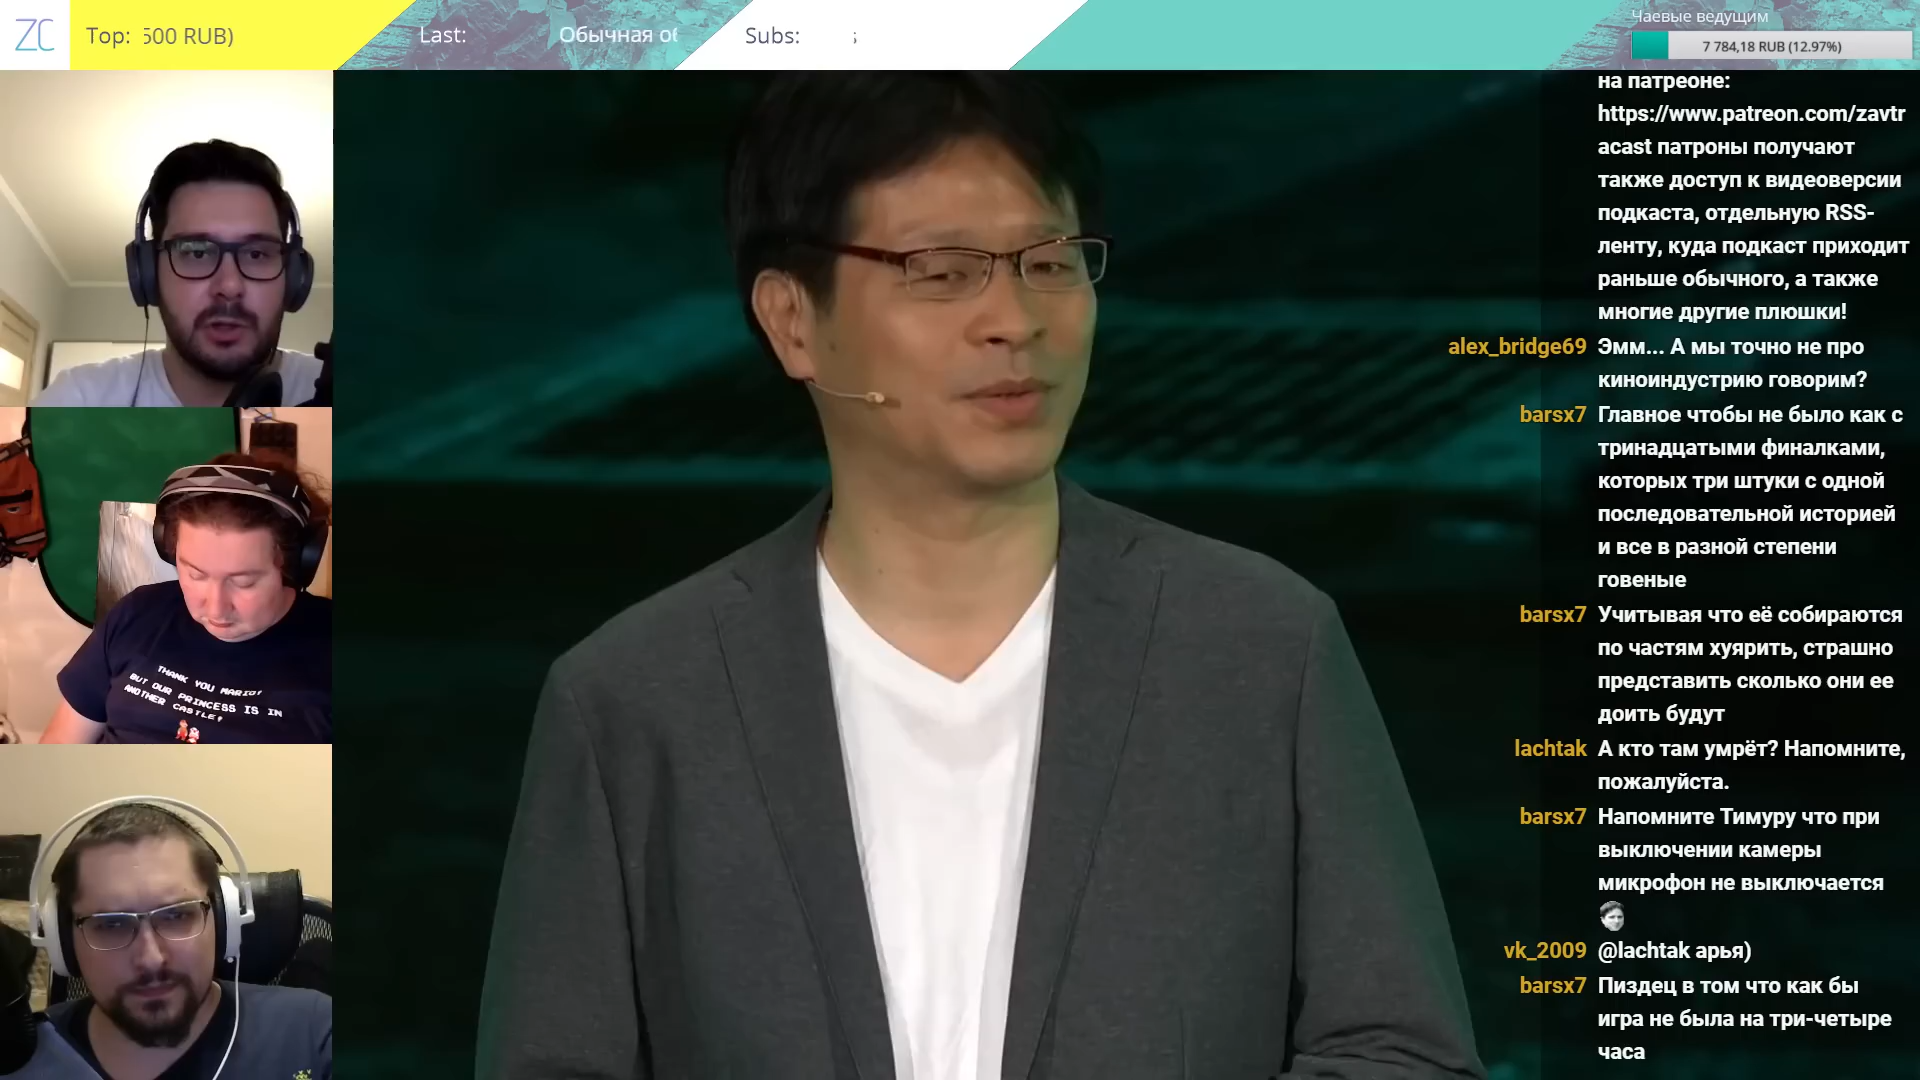 ZC
Top: 500 RUB)
Last: Обычная об
Subs:
Чаевые ведущим
7 784,18 RUB (12.97%)
на патреоне:
https://www.patreon.com/zavtr
acast патроны получают
также доступ к видеоверсии
подкаста, отдельную RSS-
ленту, куда подкаст приходит
раньше обычного, а также
многие другие плюшки!
alex_bridge69 Эмм... А мы точно не про
киноиндустрию говорим?
barsx7 Главное чтобы не было как с
тринадцатыми финалками,
которых три штуки с одной
последовательной историей
и все в разной степени
говеные
barsx7 Учитывая что её собираются
по частям хуярить, страшно
представить сколько они ее
доить будут
lachtak А кто там умрёт? Напомните,
пожалуйста.
barsx7 Напомните Тимуру что при
выключении камеры
микрофон не выключается
vk_2009 @lachtak арья)
barsx7 Пиздец в том что как бы
игра не была на три-четыре
часа
THANK YOU MARIO!
BUT OUR PRINCESS IS IN
ANOTHER CASTLE!